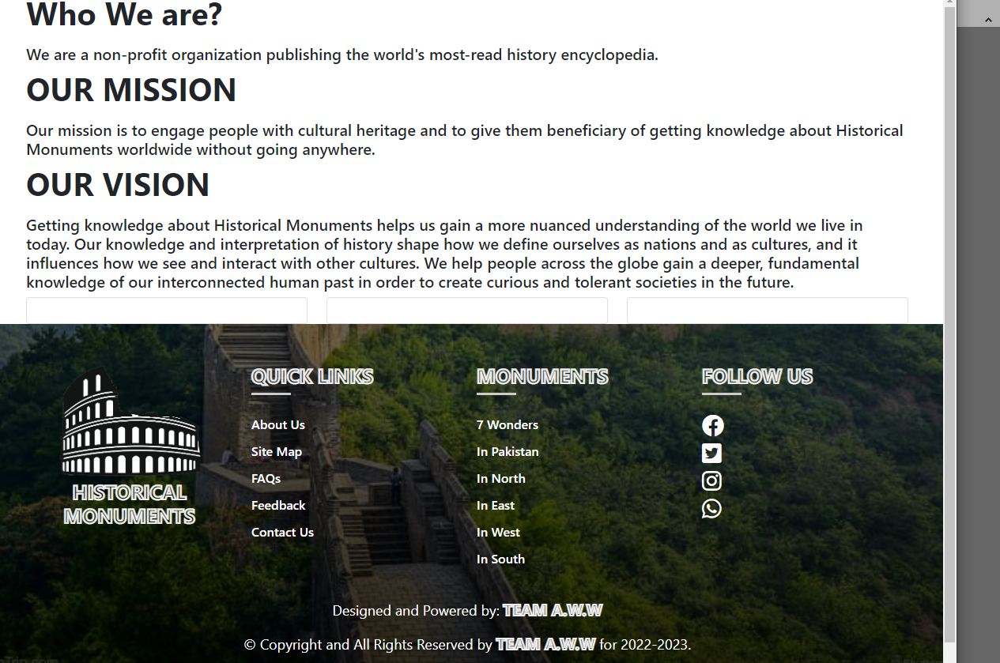 Who We are?
We are a non-profit organization publishing the world's most-read history encyclopedia.
OUR MISSION
Our mission is to engage people with cultural heritage and to give them beneficiary of getting knowledge about Historical
Monuments worldwide without going anywhere.
OUR VISION
Getting knowledge about Historical Monuments helps us gain a more nuanced understanding of the world we live in
today. Our knowledge and interpretation of history shape how we define ourselves as nations and as cultures, and it
influences how we see and interact with other cultures. We help people across the globe gain a deeper, fundamental
knowledge of our interconnected human past in order to create curious and tolerant societies in the future.
HISTORICAL
MONUMENTS
QUICK LINKS
About Us
Site Map
FAQs
Feedback
Contact Us
MONUMENTS
7 Wonders
In Pakistan
In North
In East
In West
In South
FOLLOW US
Designed and Powered by: TEAM A.W.W
© Copyright and All Rights Reserved by TEAM A.W.W for 2022-2023.